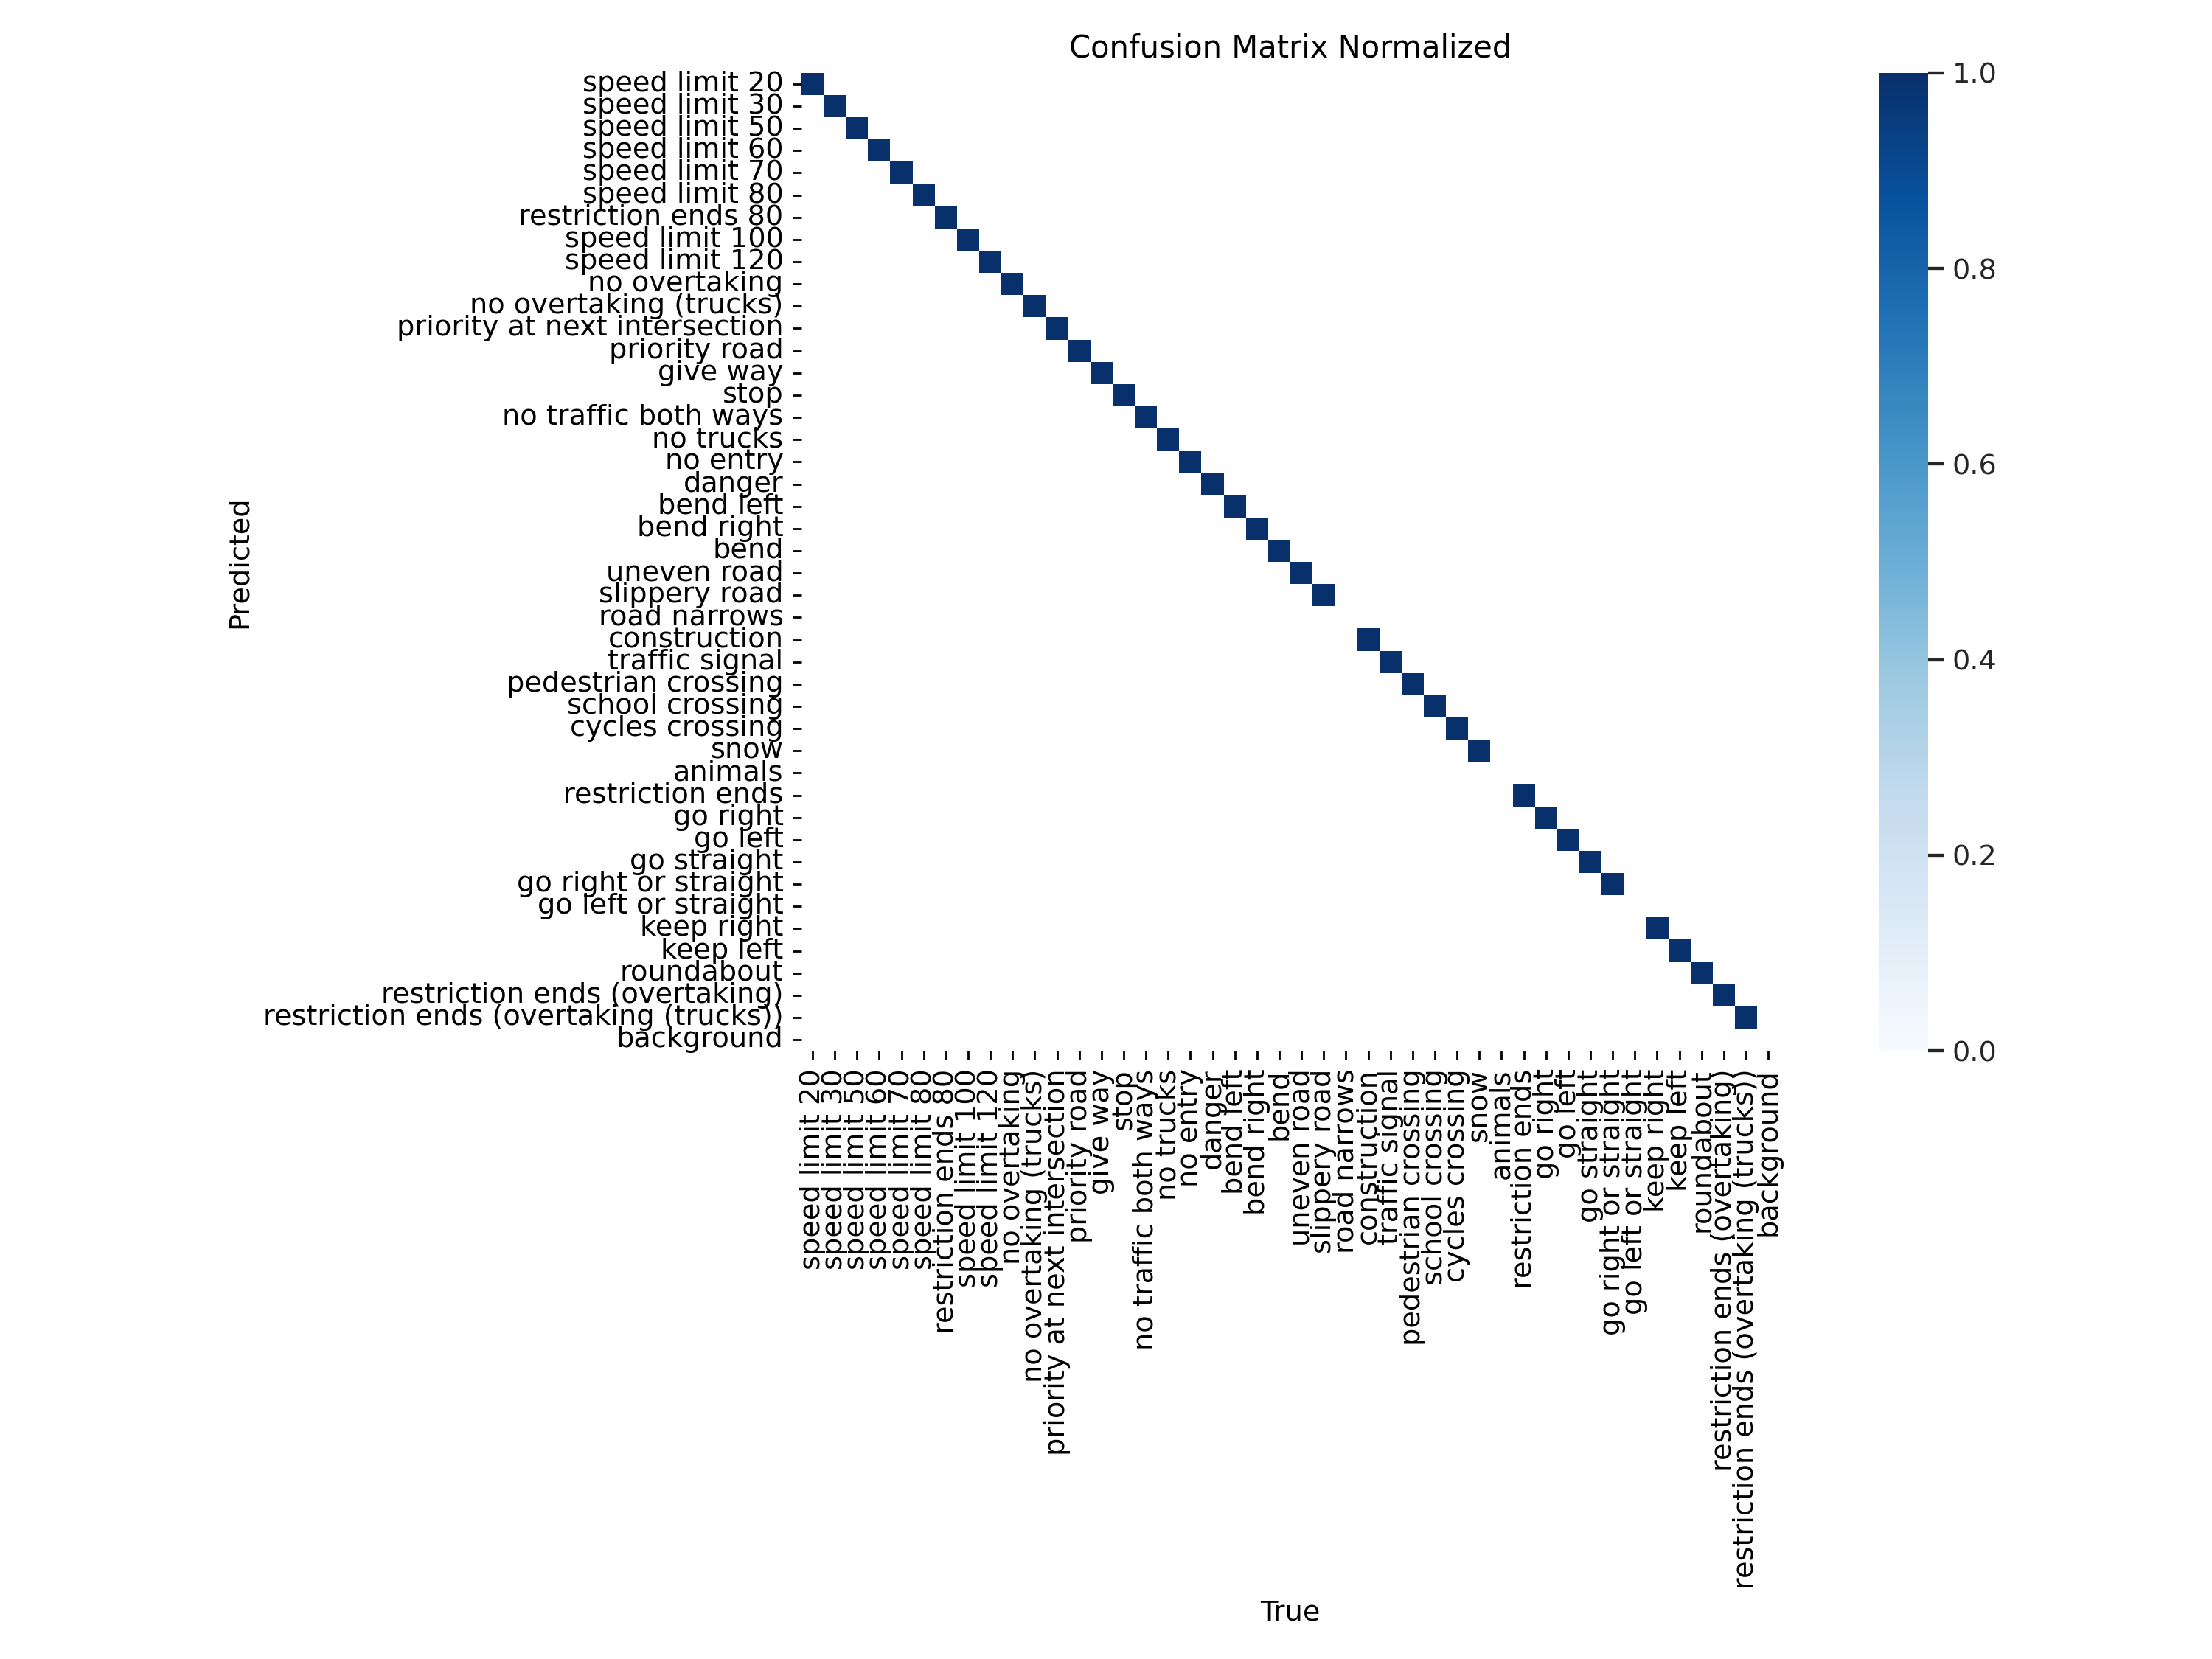 Confusion Matrix Normalized
speed limit 20
speed limit 30
speed limit 50
speed limit 60
speed limit 70
speed limit 80
restriction ends 80
speed limit 100
speed limit 120
no overtaking
no overtaking (trucks)
priority at next intersection
priority road
give way
stop
no traffic both ways
no trucks
no entry
danger
bend left
bend right
bend
uneven road
slippery road
road narrows
construction
traffic signal
pedestrian crossing
school crossing
cycles crossing
snow
animals
restriction ends
go right
go left
go straight
go right or straight
go left or straight
keep right
keep left
roundabout
restriction ends (overtaking)
restriction ends (overtaking (trucks))
background
Predicted
speed limit 20
speed limit 30
speed limit 50
speed limit 60
speed limit 70
speed limit 80
restriction ends 80
speed limit 100
speed limit 120
no overtaking
no overtaking (trucks)
priority at next intersection
priority road
give way
stop
no traffic both ways
no trucks
no entry
danger
bend left
bend right
bend
uneven road
slippery road
road narrows
construction
traffic signal
pedestrian crossing
school crossing
cycles crossing
snow
animals
restriction ends
go right
go left
go straight
go right or straight
go left or straight
keep right
keep left
roundabout
restriction ends (overtaking)
restriction ends (overtaking (trucks))
background
True
1.0
0.8
0.6
0.4
0.2
0.0